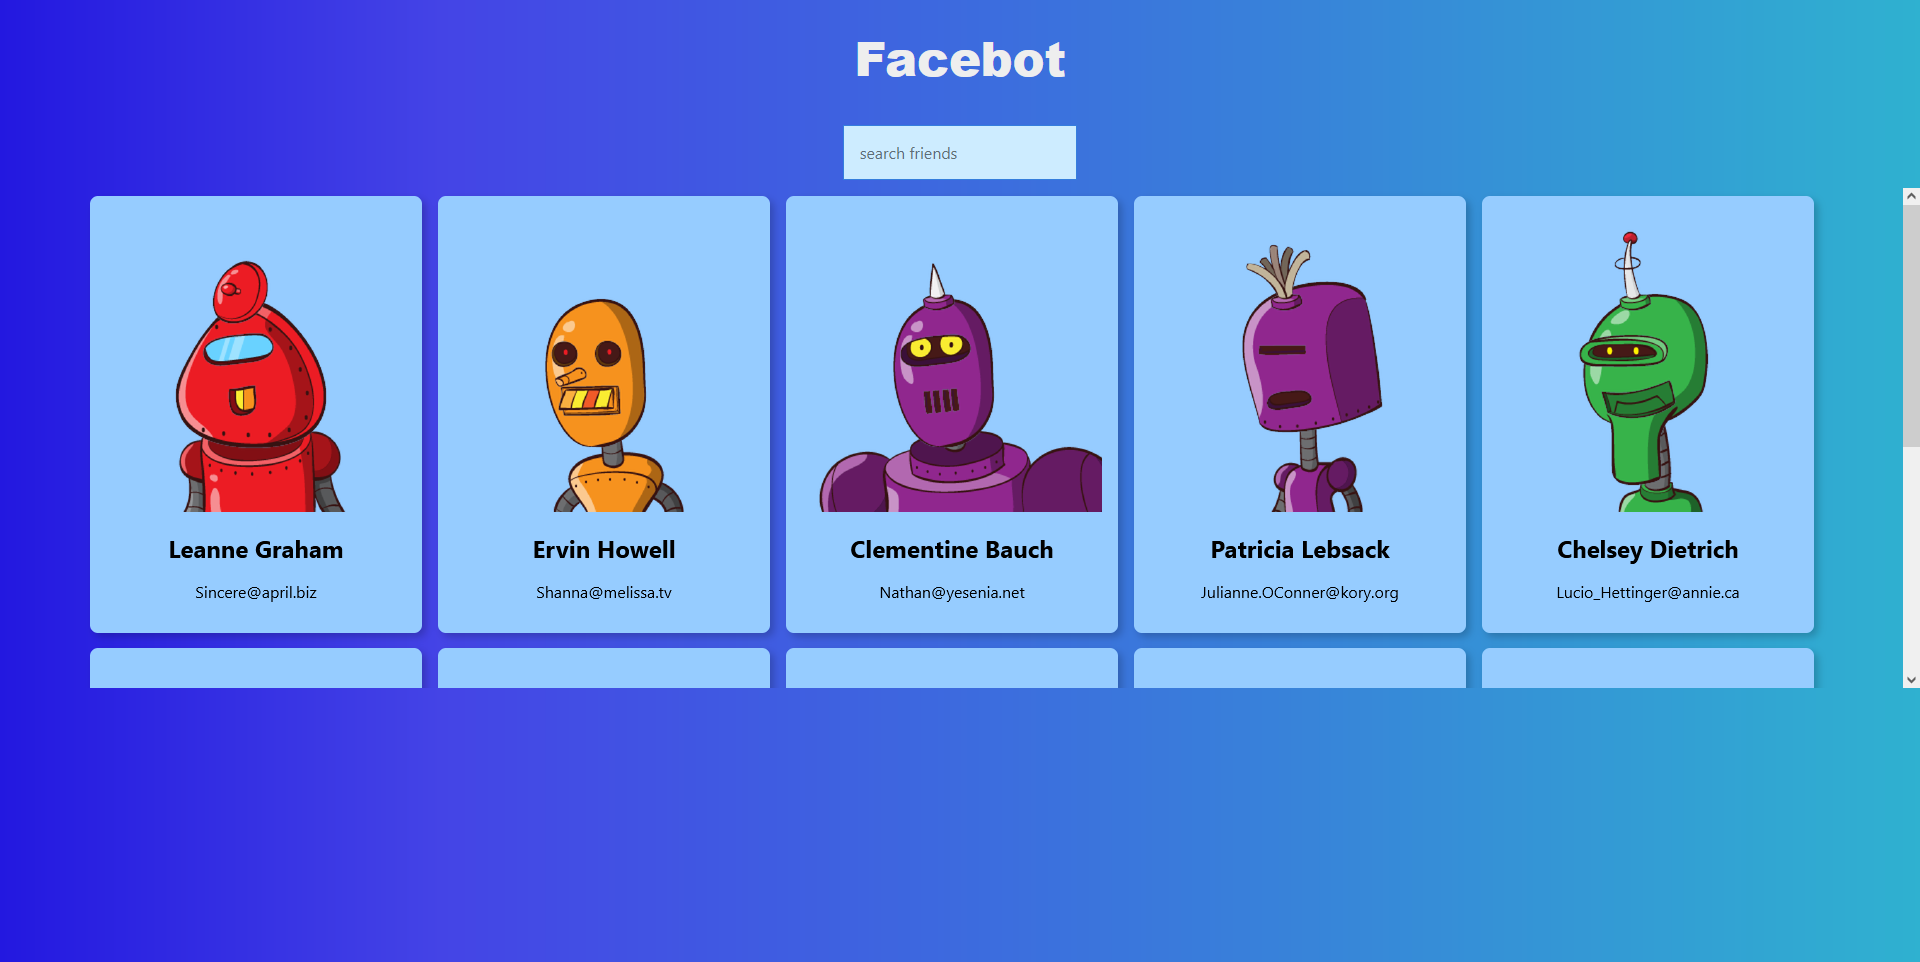 Facebot
search friends
Leanne Graham
Sincere@april.biz
Ervin Howell
Shanna@melissa.tv
Clementine Bauch
Nathan@yesenia.net
Patricia Lebsack
Julianne.OConner@kory.org
Chelsey Dietrich
Lucio_Hettinger@annie.ca